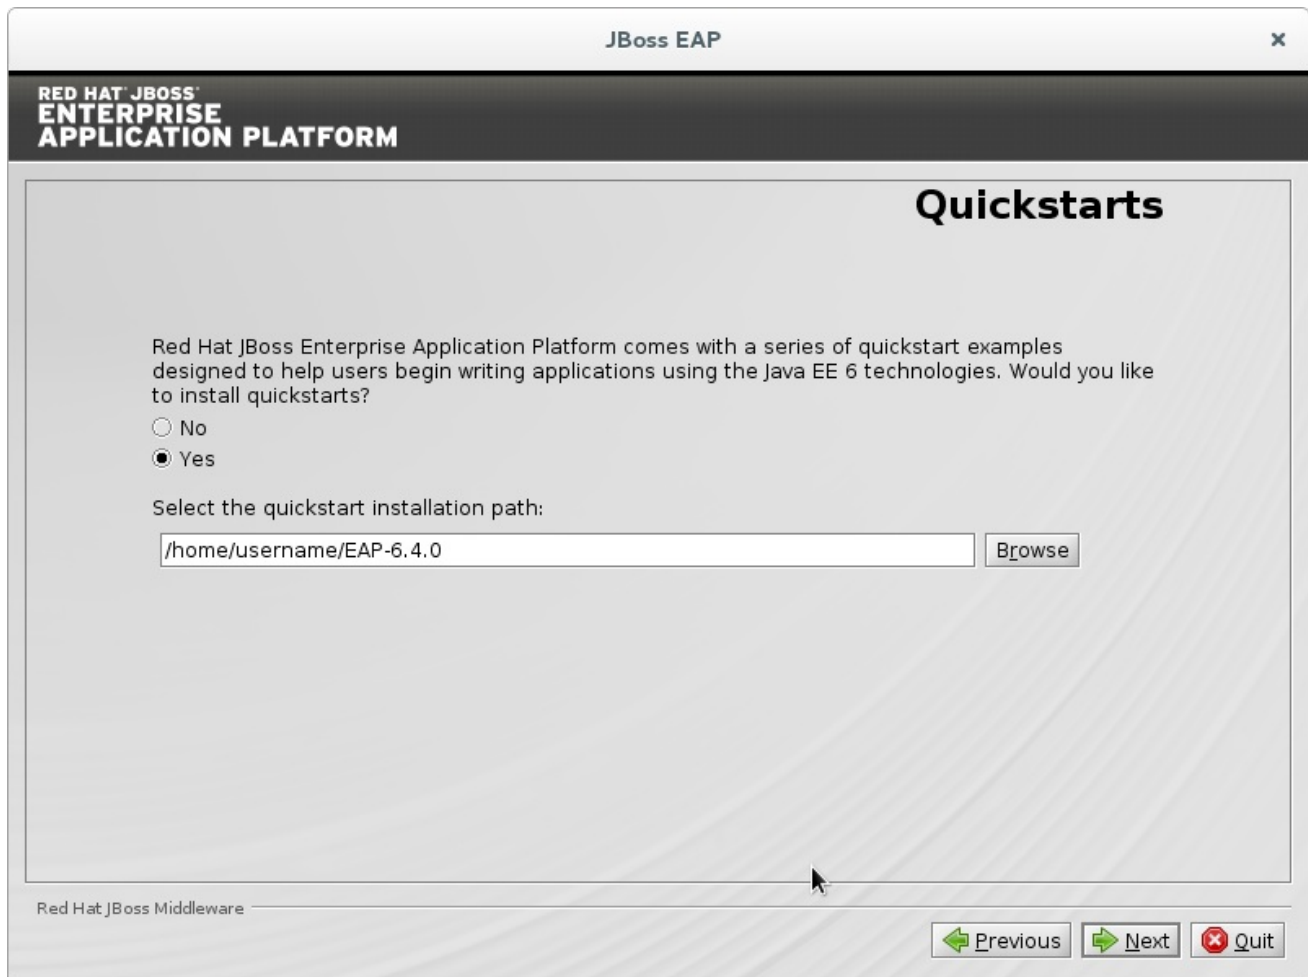 JBoss EAP
RED HAT JBOSS
ENTERPRISE
APPLICATION PLATFORM
Quickstarts
Red Hat JBoss Enterprise Application Platform comes with a series of quickstart examples
designed to help users begin writing applications using the Java EE 6 technologies. Would you like
to install quickstarts?
No
Yes
Select the quickstart installation path:
/home/username/EAP-6.4.0
Browse
Red Hat JBoss Middleware
Previous
Next
Quit